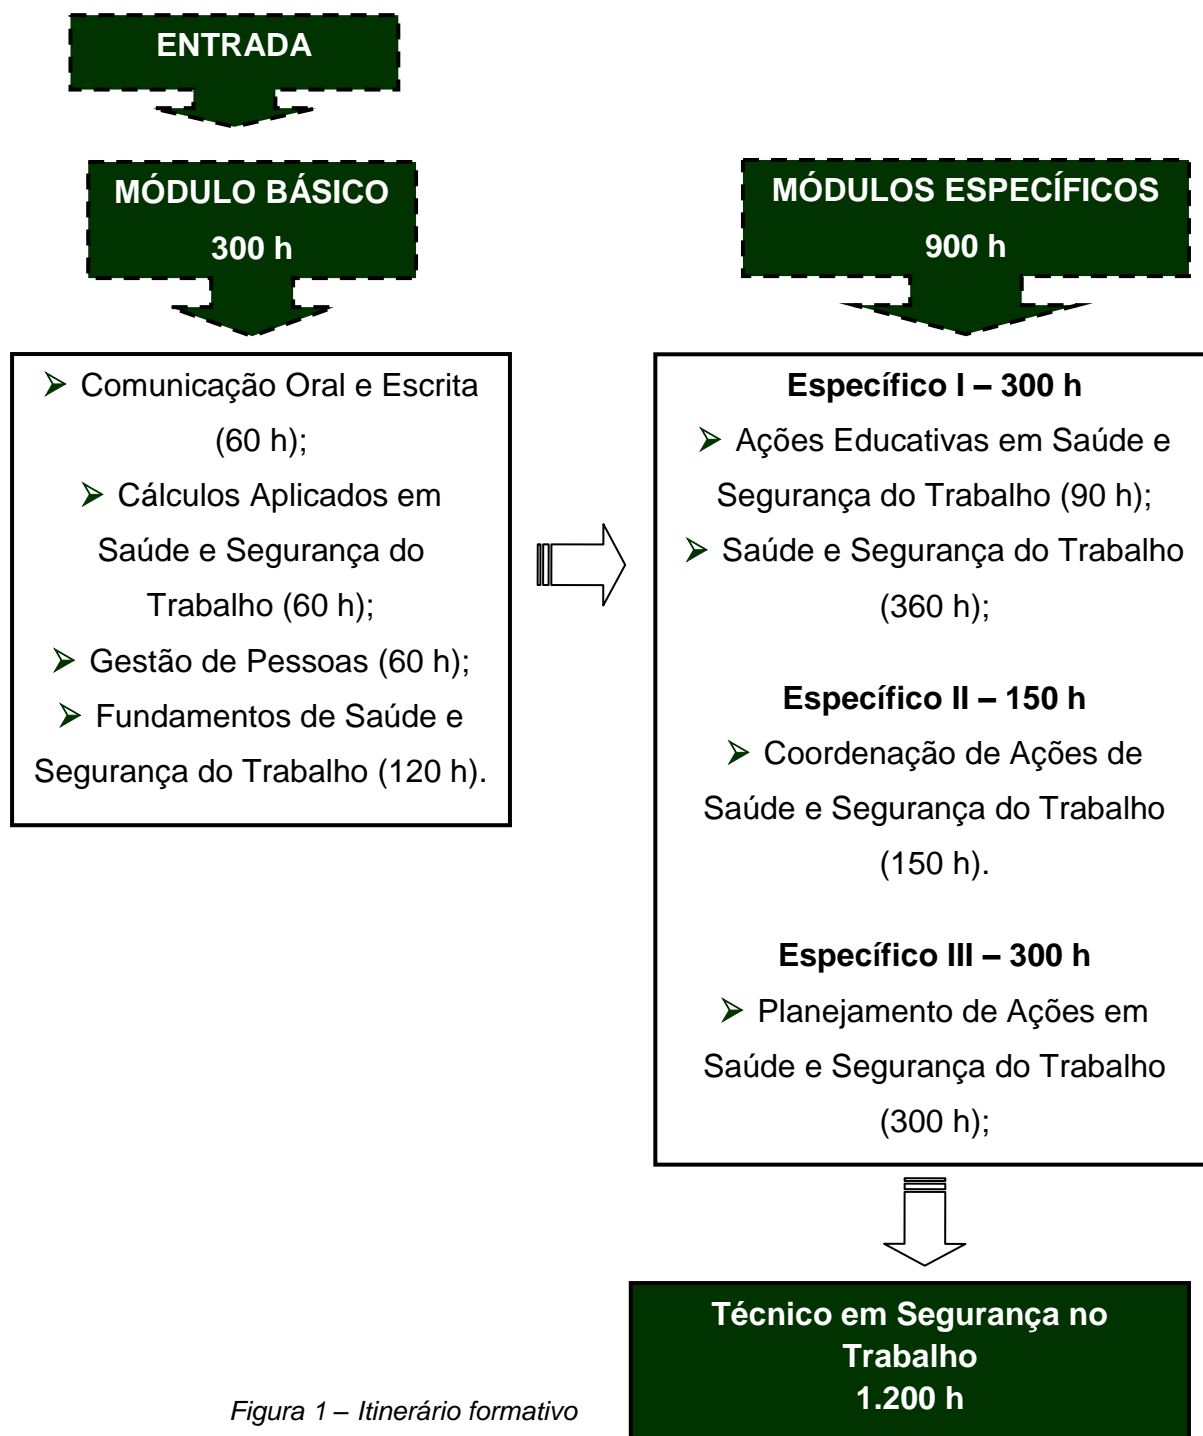 ENTRADA
MÓDULO BÁSICO
300 h
➢ Comunicação Oral e Escrita
(60 h);
➢ Cálculos Aplicados em
Saúde e Segurança do
Trabalho (60 h);
➢ Gestão de Pessoas (60 h);
➢ Fundamentos de Saúde e
Segurança do Trabalho (120 h).
MÓDULOS ESPECÍFICOS
900 h
Específico I – 300 h
➢ Ações Educativas em Saúde e
Segurança do Trabalho (90 h);
➢ Saúde e Segurança do Trabalho
(360 h);
Específico II – 150 h
➢ Coordenação de Ações de
Saúde e Segurança do Trabalho
(150 h).
Específico III – 300 h
➢ Planejamento de Ações em
Saúde e Segurança do Trabalho
(300 h);
Técnico em Segurança no
Trabalho
1.200 h
Figura 1 – Itinerário formativo